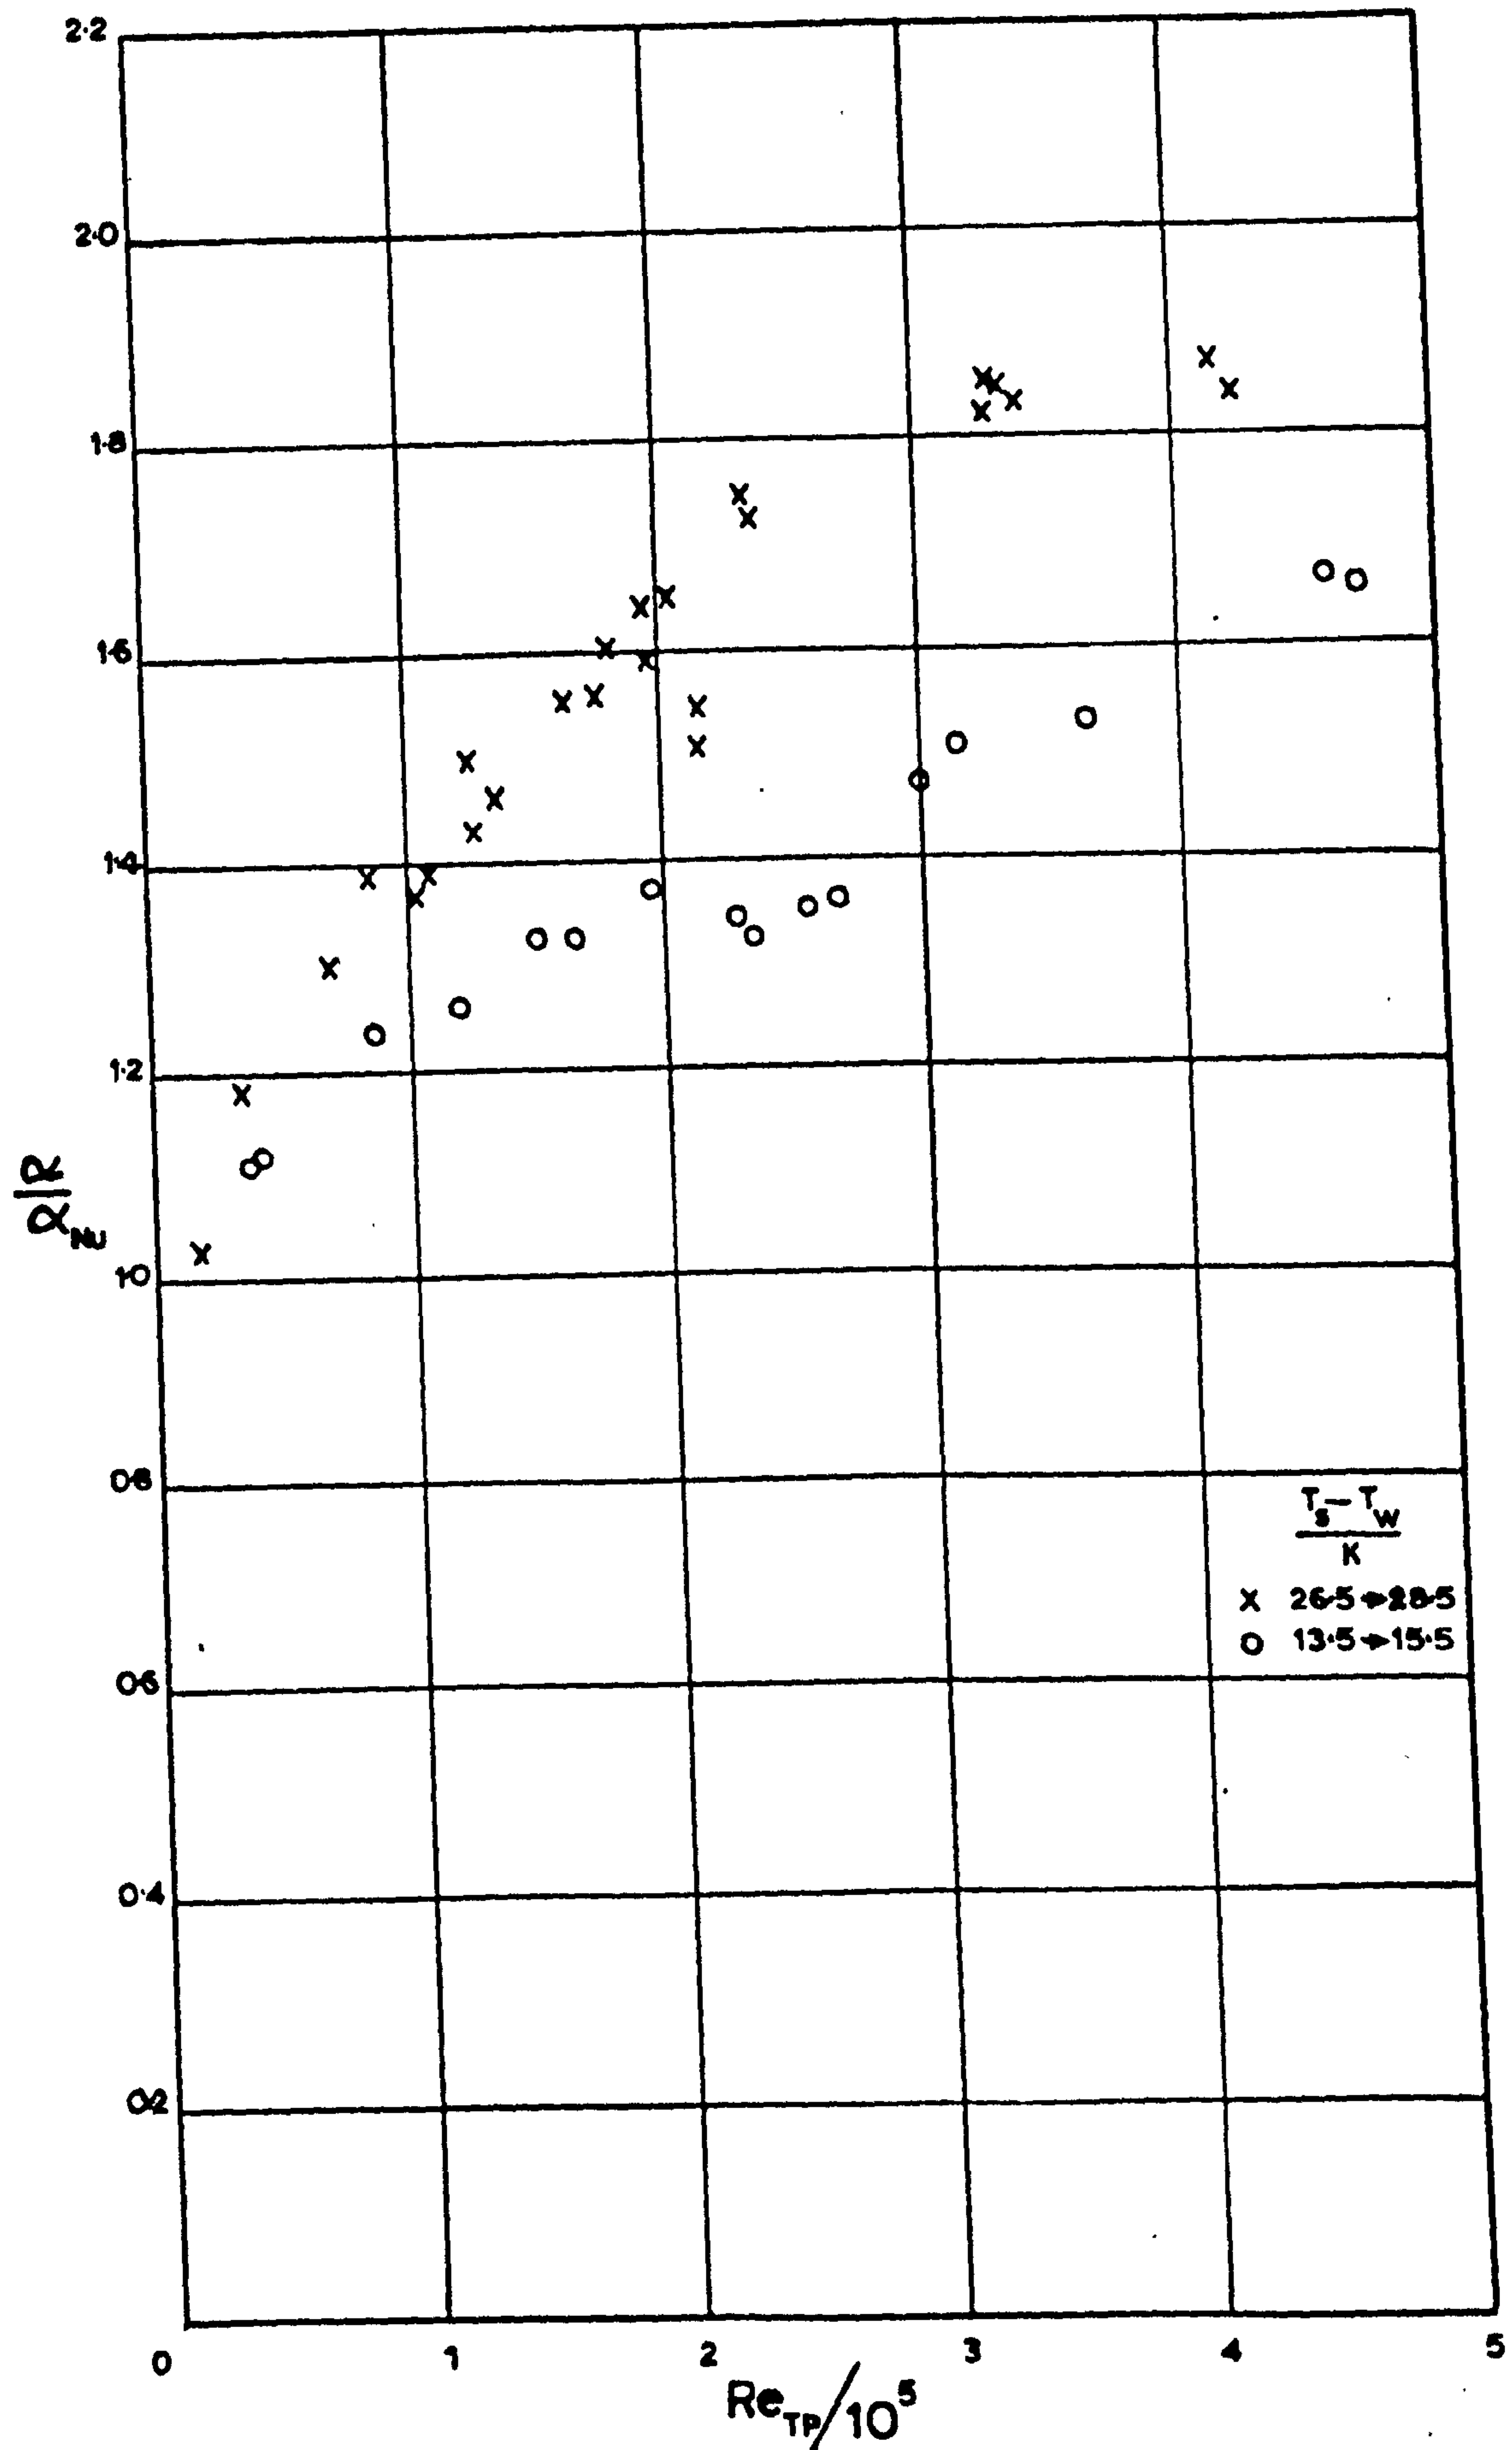 2·2
2·0
1·8
1·6
1·4
1·2
α
α_Nu
1·0
0·8
T_s − T_w
K
x 26·5→28·5
o 13·5→15·5
0·6
0·4
0·2
0 1 2 3 4 5
Re_TP/10⁵